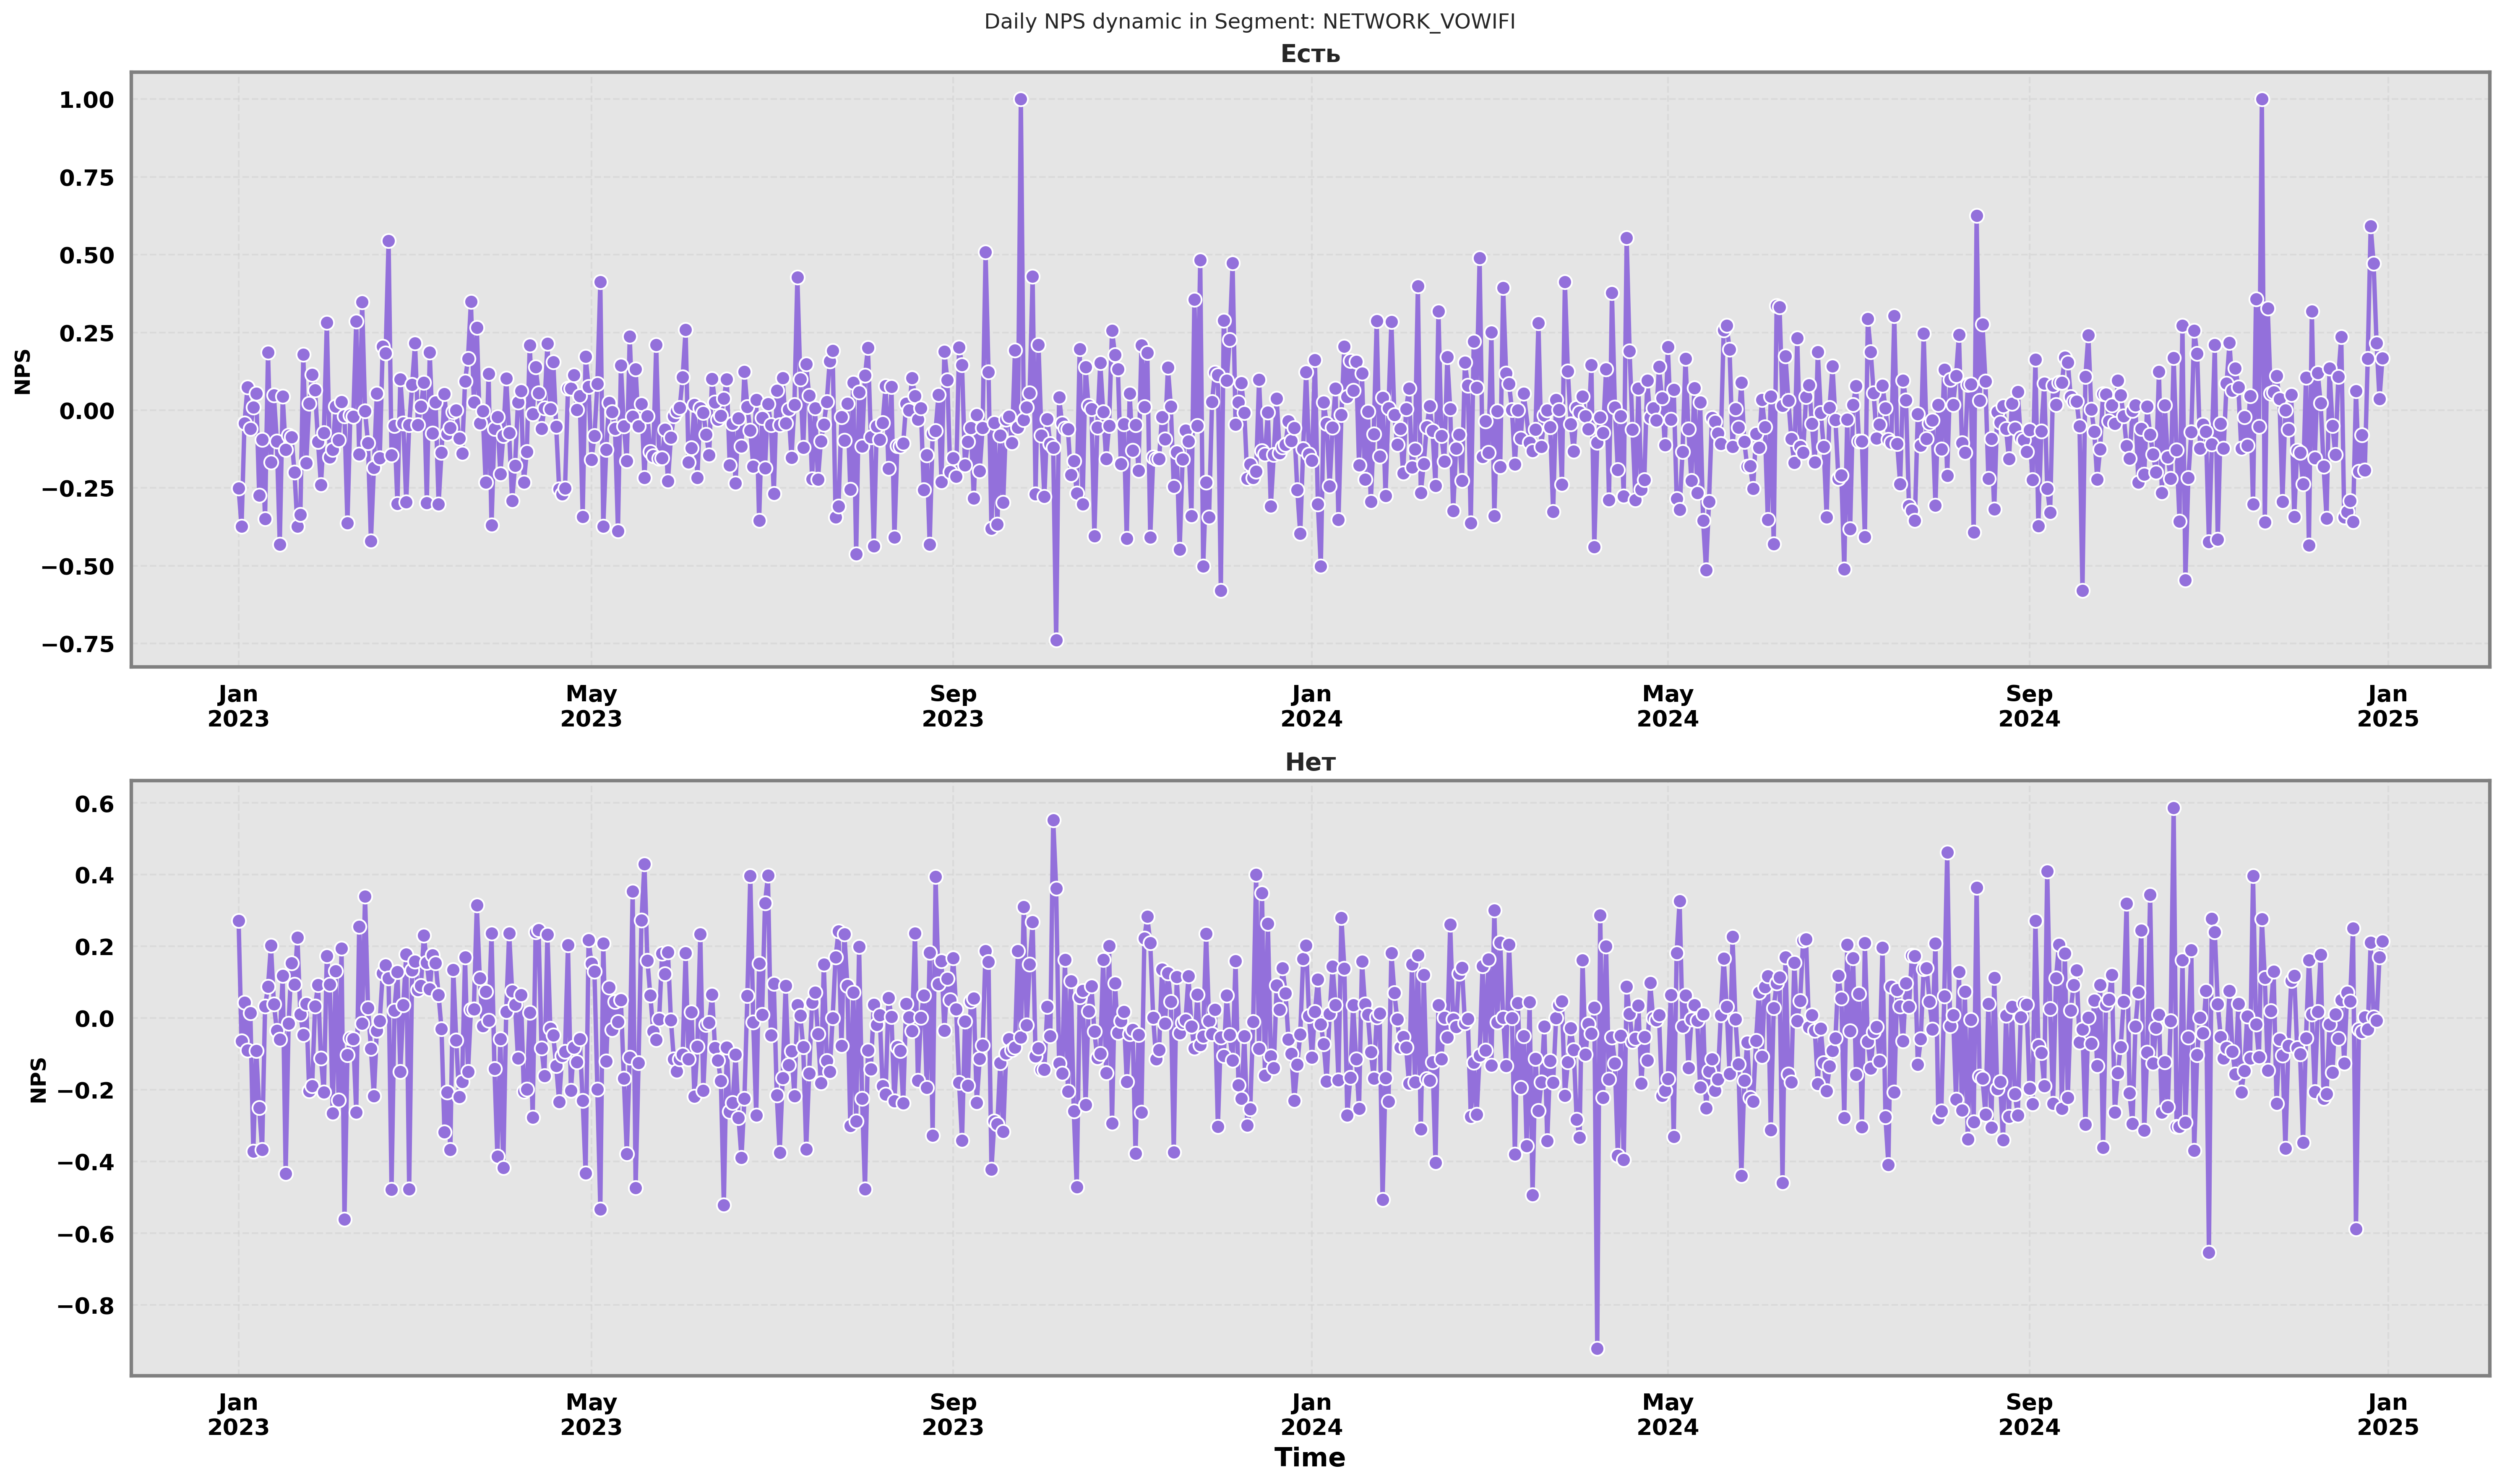 Daily NPS dynamic in Segment: NETWORK_VOWIFI
Есть
NPS
1.00
0.75
0.50
0.25
0.00
−0.25
−0.50
−0.75
Jan May Sep Jan May Sep Jan
2023 2023 2023 2024 2024 2024 2025
Нет
NPS
0.6
0.4
0.2
0.0
−0.2
−0.4
−0.6
−0.8
Jan May Sep Jan May Sep Jan
2023 2023 2023 2024 2024 2024 2025
Time